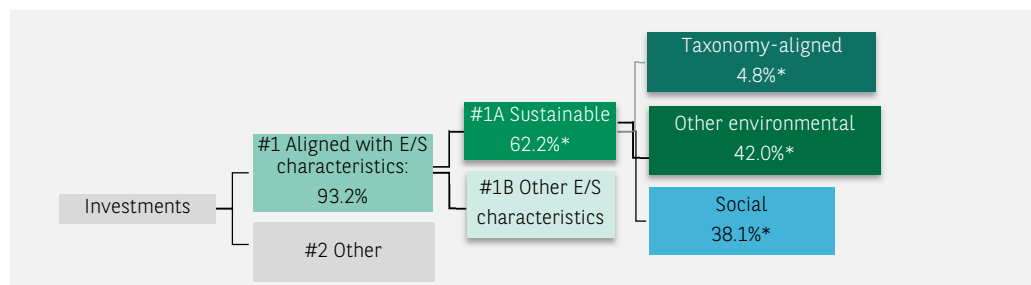 Investments
#1 Aligned with E/S
characteristics:
93.2%
#2 Other
#1A Sustainable
62.2%*
#1B Other E/S
characteristics
Taxonomy-aligned
4.8%*
Other environmental
42.0%*
Social
38.1%*